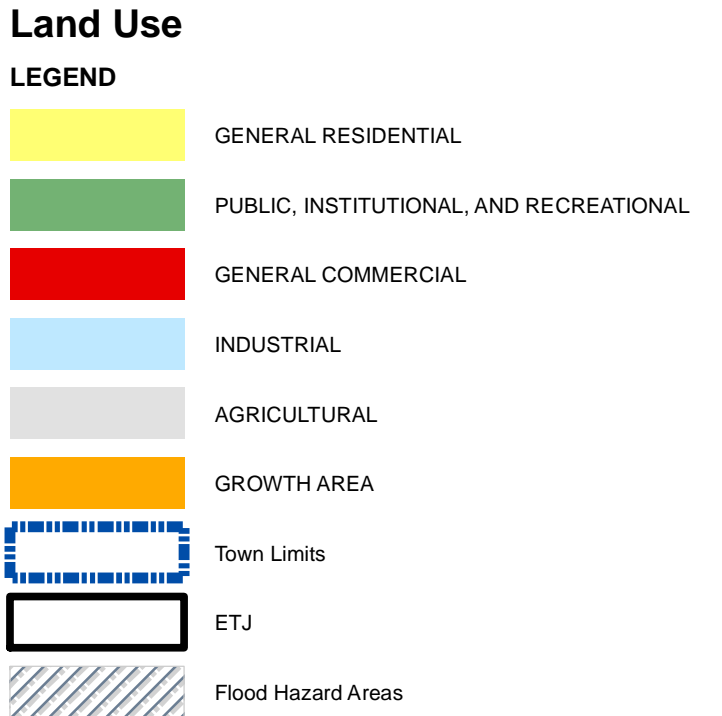 Land Use
LEGEND
GENERAL RESIDENTIAL
PUBLIC, INSTITUTIONAL, AND RECREATIONAL
GENERAL COMMERCIAL
INDUSTRIAL
AGRICULTURAL
GROWTH AREA
Town Limits
ETJ
Flood Hazard Areas